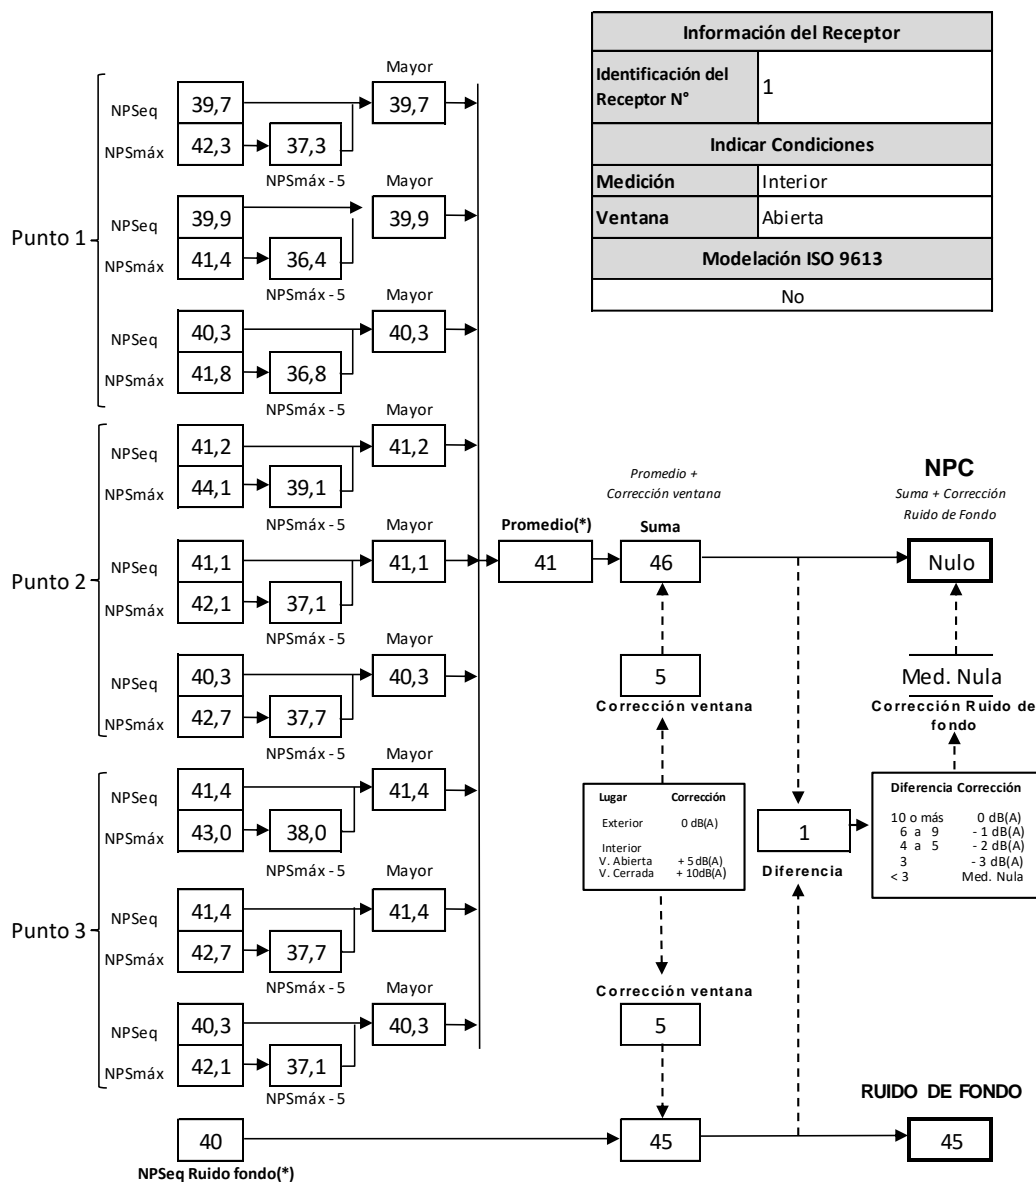 Información del Receptor
Identificación del Receptor N°
1
Indicar Condiciones
Medición
Interior
Ventana
Abierta
Modelación ISO 9613
No
Punto 1
Mayor
NPSeq
39,7
39,7
NPSmáx
42,3
37,3
NPSmáx - 5
Mayor
NPSeq
39,9
39,9
NPSmáx
41,4
36,4
NPSmáx - 5
Mayor
NPSeq
40,3
40,3
NPSmáx
41,8
36,8
NPSmáx - 5
Punto 2
Mayor
NPSeq
41,2
41,2
NPSmáx
44,1
39,1
NPSmáx - 5
Mayor
NPSeq
41,1
41,1
NPSmáx
42,1
37,1
NPSmáx - 5
Mayor
NPSeq
40,3
40,3
NPSmáx
42,7
37,7
NPSmáx - 5
Punto 3
Mayor
NPSeq
41,4
41,4
NPSmáx
43,0
38,0
NPSmáx - 5
Mayor
NPSeq
41,4
41,4
NPSmáx
42,7
37,7
NPSmáx - 5
Mayor
NPSeq
40,3
40,3
NPSmáx
42,1
37,1
NPSmáx - 5
Promedio(*)
41
Promedio +
Corrección ventana
Suma
46
NPC
Suma + Corrección
Ruido de Fondo
Nulo
5
Corrección ventana
Med. Nula
Corrección Ruido de
fondo
Lugar Corrección
Exterior 0 dB(A)
Interior
V. Abierta + 5 dB(A)
V. Cerrada + 10dB(A)
1
Diferencia
Diferencia Corrección
10 o más 0 dB(A)
6 a 9 - 1 dB(A)
4 a 5 - 2 dB(A)
3 - 3 dB(A)
< 3 Med. Nula
Corrección ventana
5
RUIDO DE FONDO
40
45
45
NPSeq Ruido fondo(*)